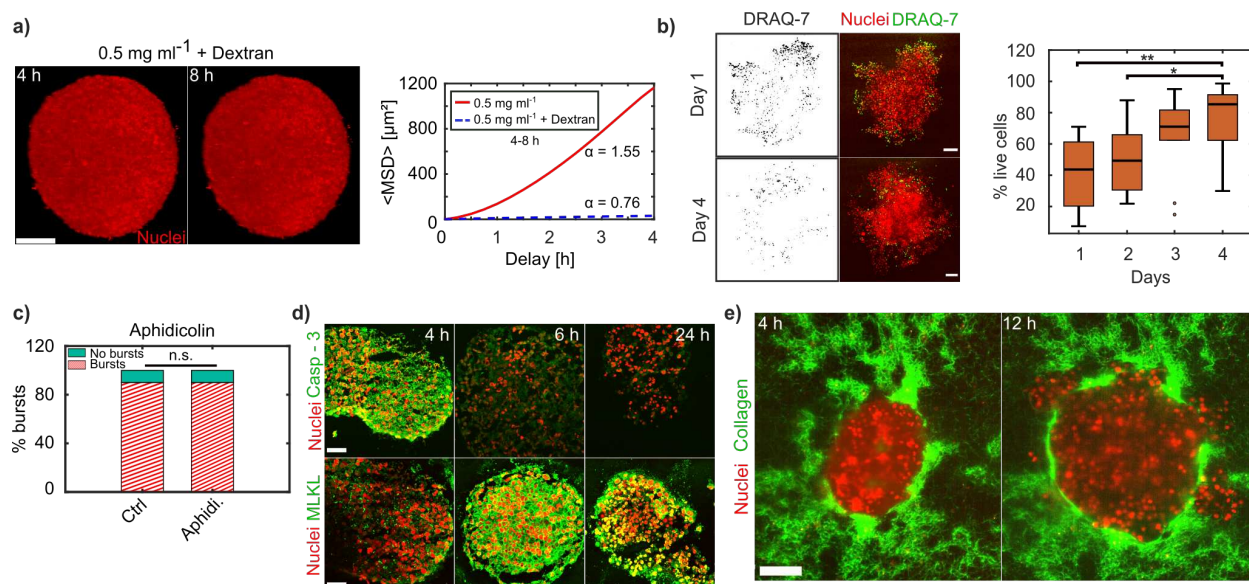 a)
0.5 mg ml⁻¹ + Dextran
4 h
8 h
Nuclei
<MSD> [µm²]
1200
900
600
300
0
0.5 mg ml⁻¹
0.5 mg ml⁻¹ + Dextran
4-8 h
α = 1.55
α = 0.76
0 1 2 3 4
Delay [h]
b)
DRAQ-7
Nuclei DRAQ-7
Day 1
Day 4
% live cells
120
100
80
60
40
20
** 
*
1 2 3 4
Days
c)
Aphidicolin
% bursts
120
80
40
0
No bursts
Bursts
n.s.
Ctrl
Aphidi.
d)
4 h
6 h
24 h
Nuclei Casp - 3
Nuclei MLKL
e)
4 h
12 h
Nuclei Collagen